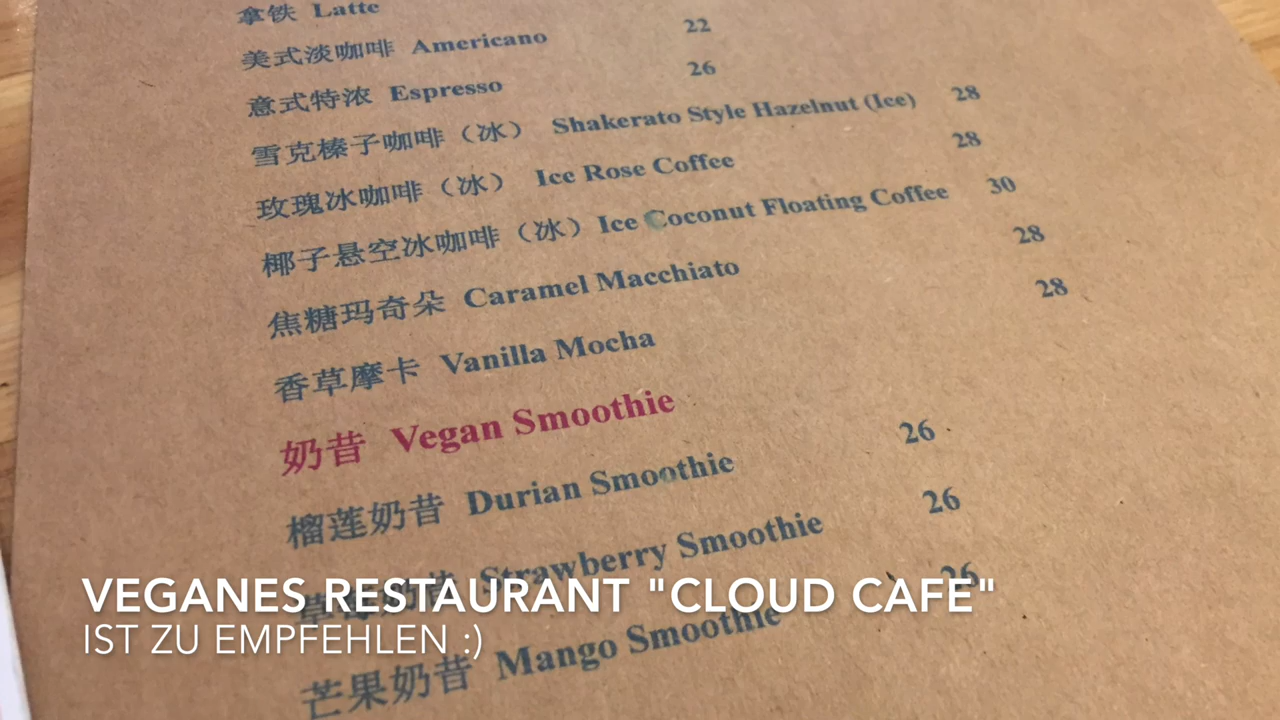 拿铁 Latte
美式淡咖啡 Americano 22
意式特浓 Espresso 26
雪克榛子咖啡（冰） Shakerato Style Hazelnut (Ice) 28
玫瑰冰咖啡（冰） Ice Rose Coffee 28
椰子悬空冰咖啡（冰）Ice Coconut Floating Coffee 30
焦糖玛奇朵 Caramel Macchiato 28
香草摩卡 Vanilla Mocha 28
奶昔 Vegan Smoothie
榴莲奶昔 Durian Smoothie 26
草莓奶昔 Strawberry Smoothie 26
芒果奶昔 Mango Smoothie 26
VEGANES RESTAURANT "CLOUD CAFE"
IST ZU EMPFEHLEN :)